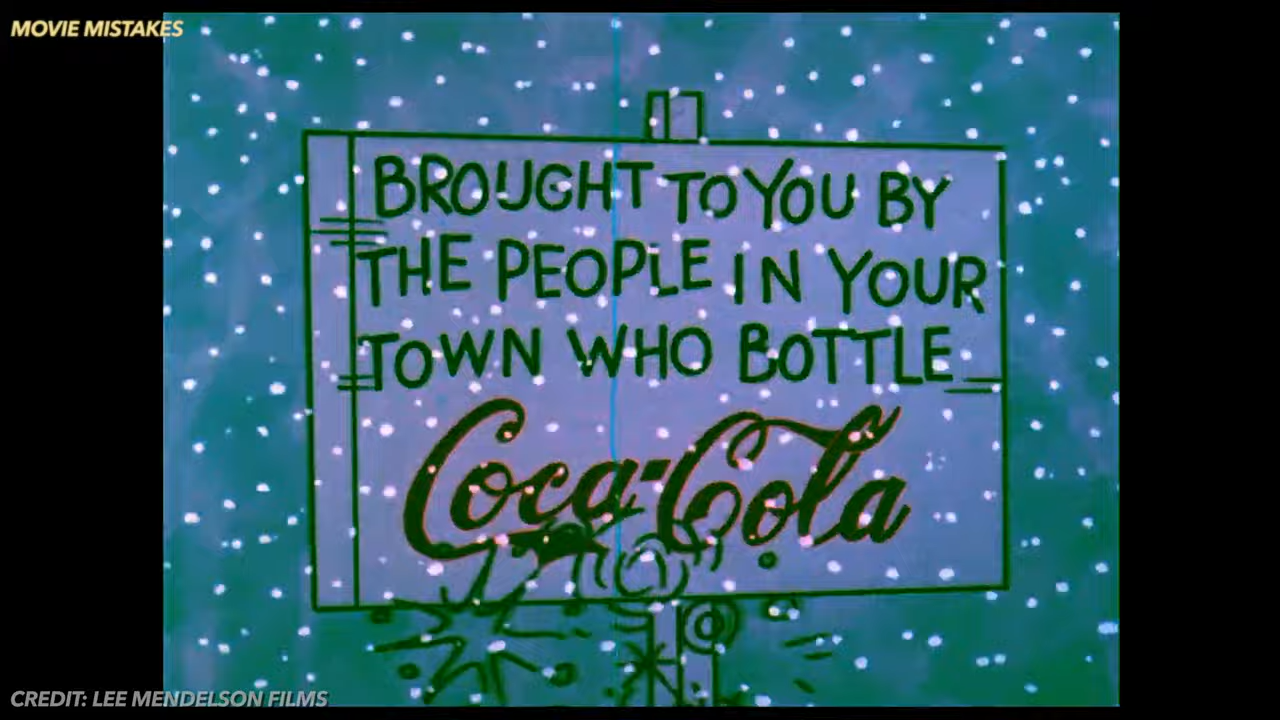 MOVIE MISTAKES
BROUGHT TO YOU BY
THE PEOPLE IN YOUR
TOWN WHO BOTTLE
Coca-Cola
CREDIT: LEE MENDELSON FILMS